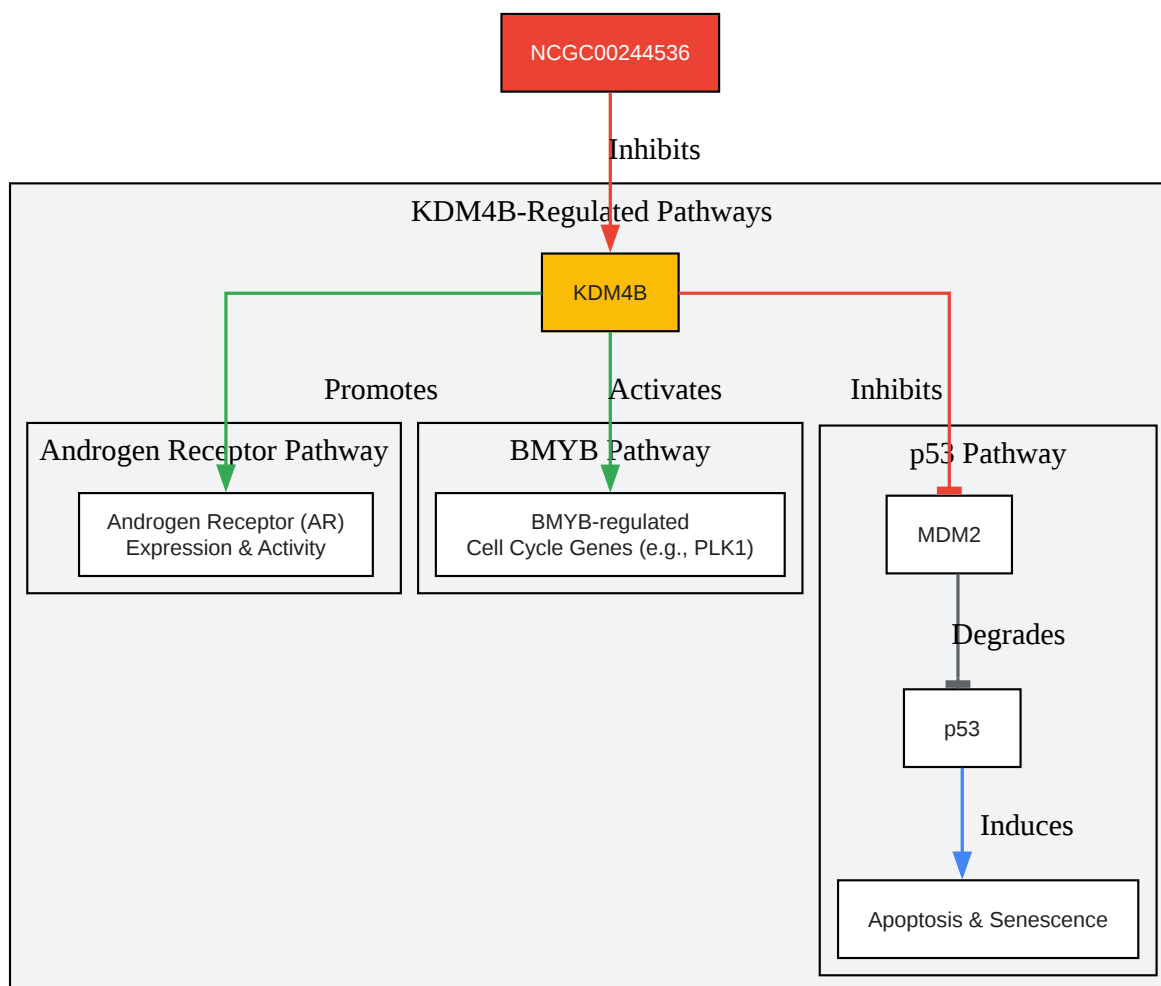 NCGC00244536
Inhibits
KDM4B-Regulated Pathways
KDM4B
Promotes
Activates
Inhibits
Androgen Receptor Pathway
BMYB Pathway
p53 Pathway
Androgen Receptor (AR)
Expression & Activity
BMYB-regulated
Cell Cycle Genes (e.g., PLK1)
MDM2
Degrades
p53
Induces
Apoptosis & Senescence